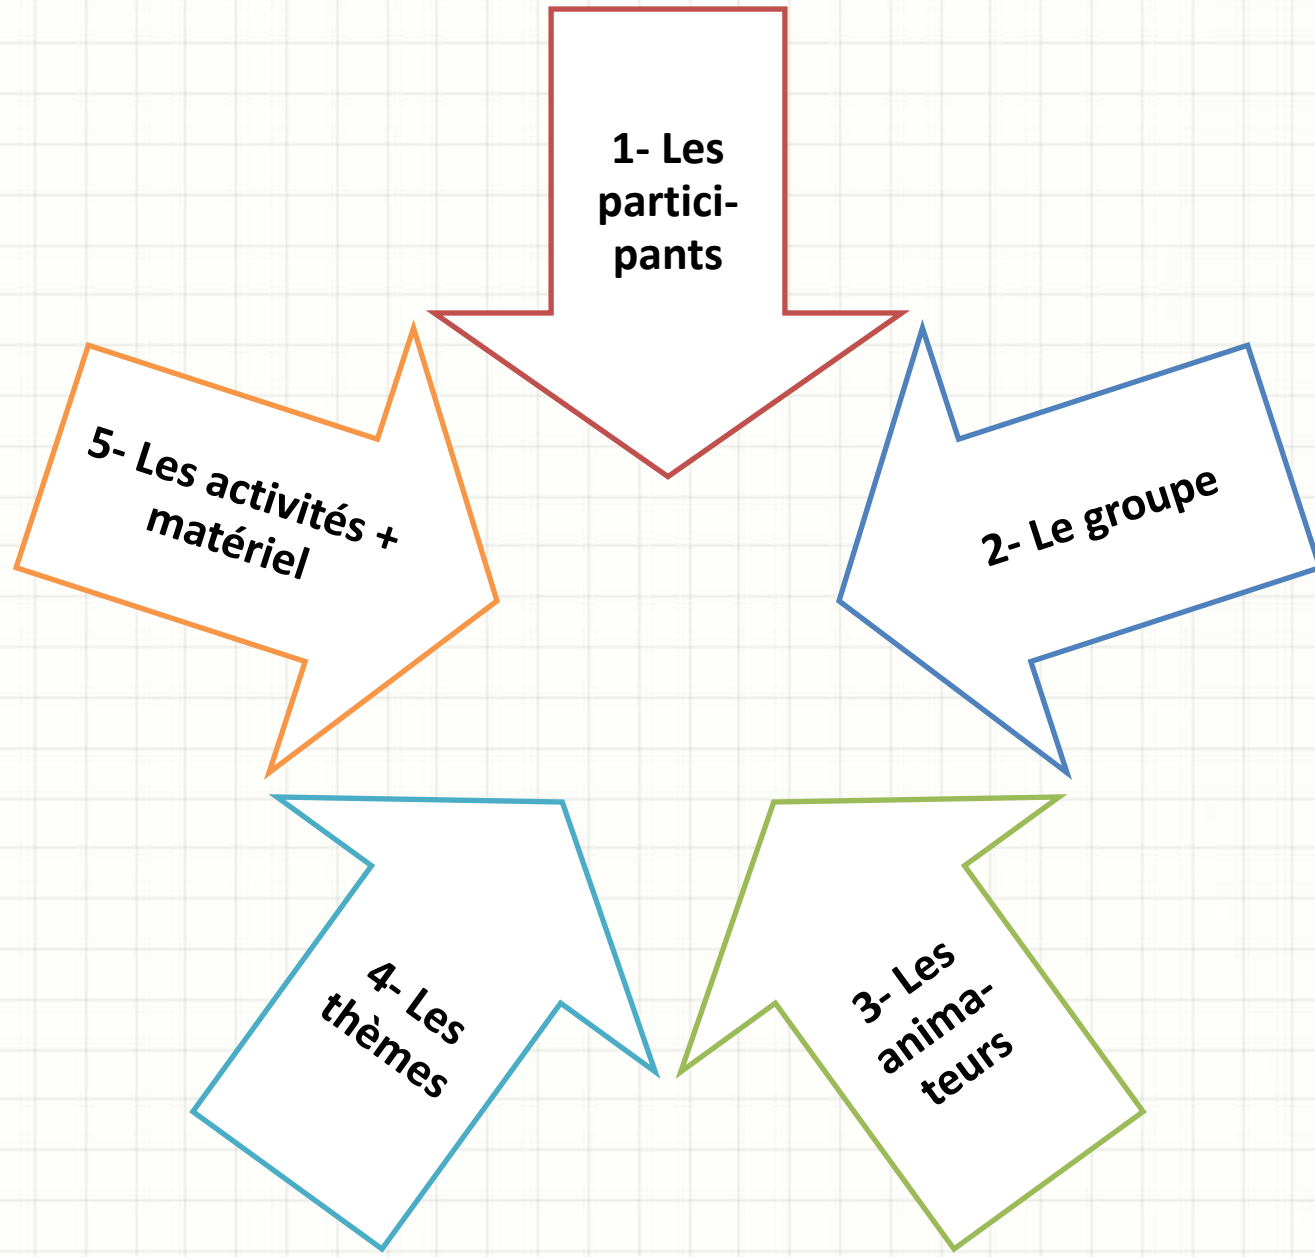 1- Les
partici-
pants
2- Le groupe
3- Les
anima-
teurs
4- Les
thèmes
5- Les activités +
matériel